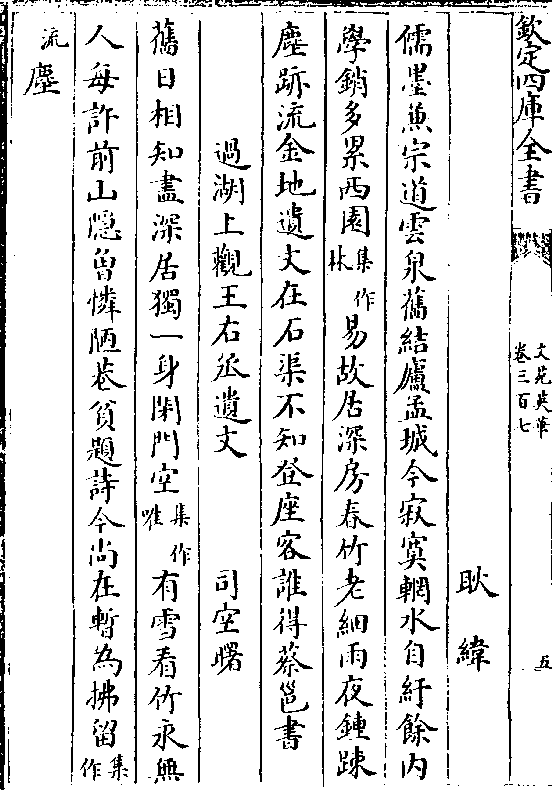 欽定四庫全書
文苑英華
卷三百七
五
耿緯
儒墨兼宗道雲泉舊結廬孟城今寂寞輞水自紆餘內
學銷多累西園集作林易故居深房春竹老細雨夜鐘踈
塵跡流金地遺文在石渠不知登座客誰得蔡邕書
過湖上觀王右丞遺文 司空曙
舊日相知盡深居獨一身閉門空集作唯有雪看竹永無
人每許前山隱曾憐陋巷貧題詩今尚在暫為拂留集作
流塵